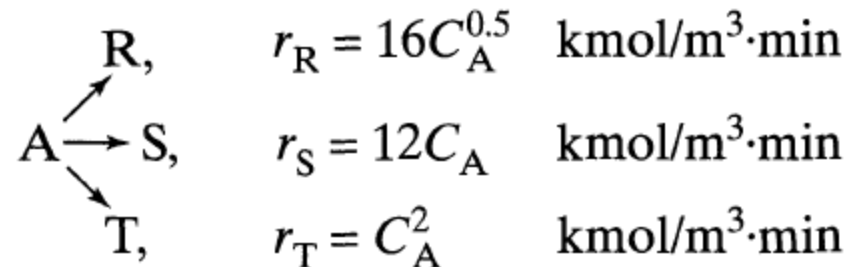 R, r_R = 16C_A^0.5 kmol/m³·min
A → S, r_S = 12C_A kmol/m³·min
T, r_T = C_A^2 kmol/m³·min